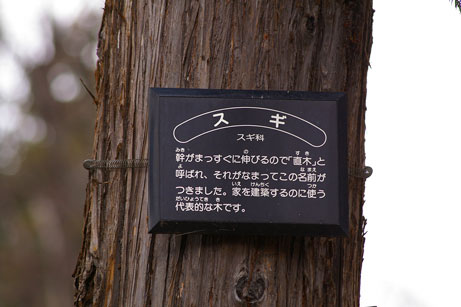 スギ
スギ科
幹がまっすぐに伸びるので「直木」と
呼ばれ、それがなまってこの名前が
つきました。家を建築するのに使う
代表的な木です。